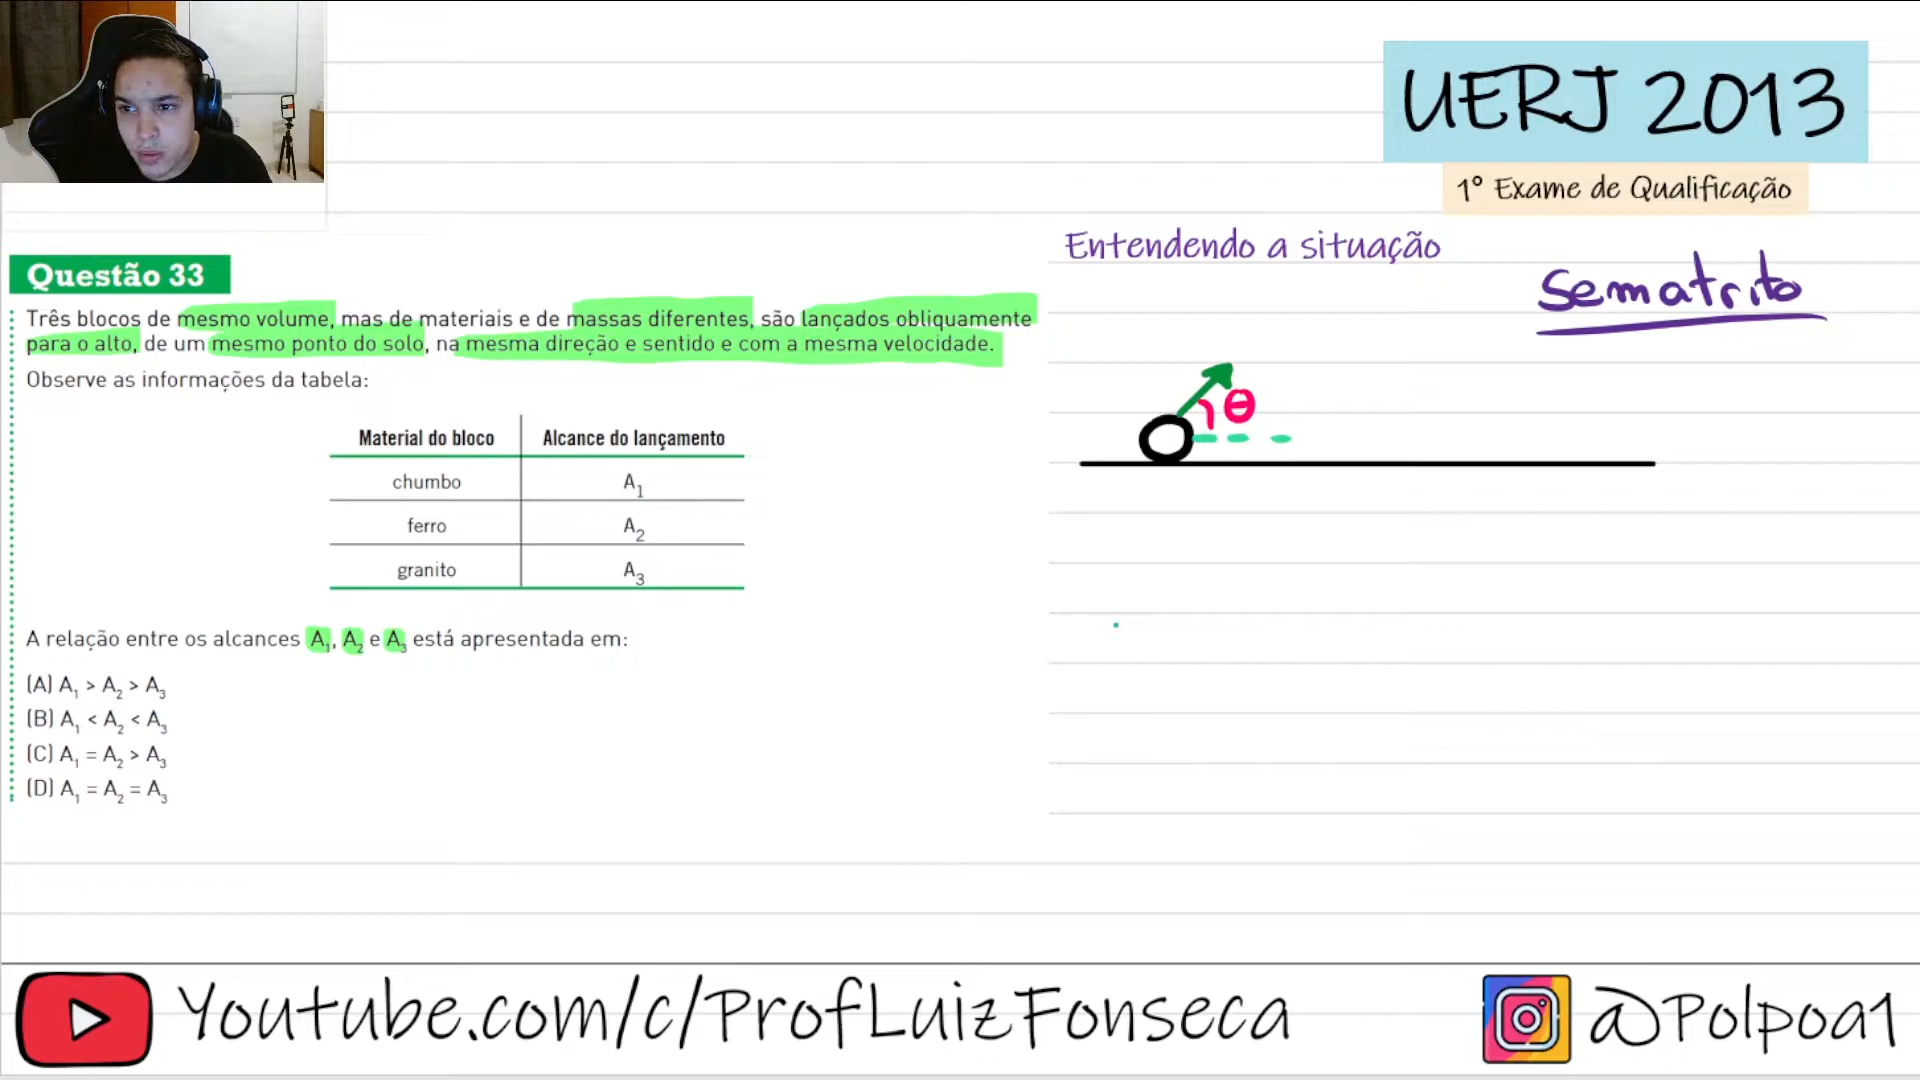 UERJ 2013
1º Exame de Qualificação
Questão 33
Três blocos de mesmo volume, mas de materiais e de massas diferentes, são lançados obliquamente
para o alto, de um mesmo ponto do solo, na mesma direção e sentido e com a mesma velocidade.
Observe as informações da tabela:
Material do bloco Alcance do lançamento
chumbo A₁
ferro A₂
granito A₃
A relação entre os alcances A₁, A₂ e A₃ está apresentada em:
(A) A₁ > A₂ > A₃
(B) A₁ < A₂ < A₃
(C) A₁ = A₂ > A₃
(D) A₁ = A₂ = A₃
Entendendo a situação
Sem atrito
θ
Youtube.com/c/ProfLuizFonseca
@Polpoa1